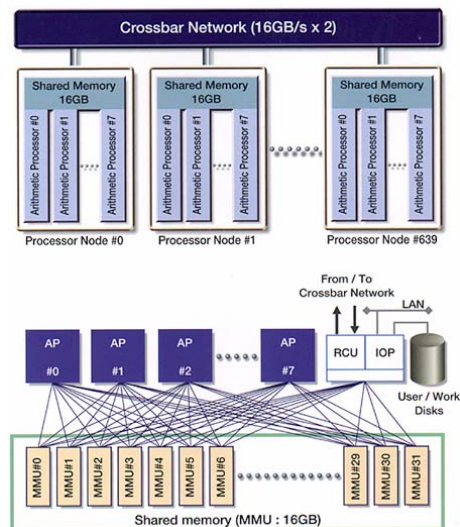 Crossbar Network (16GB/s x 2)
Shared Memory
16GB
Arithmetic Processor #0
Arithmetic Processor #1
Arithmetic Processor #7
Processor Node #0
Shared Memory
16GB
Arithmetic Processor #0
Arithmetic Processor #1
Arithmetic Processor #7
Processor Node #1
Shared Memory
16GB
Arithmetic Processor #0
Arithmetic Processor #1
Arithmetic Processor #7
Processor Node #639
From / To
Crossbar Network
LAN
AP
#0
AP
#1
AP
#2
AP
#7
RCU
IOP
User / Work
Disks
MMU#0
MMU#1
MMU#2
MMU#3
MMU#4
MMU#5
MMU#6
MMU#29
MMU#30
MMU#31
Shared memory (MMU : 16GB)